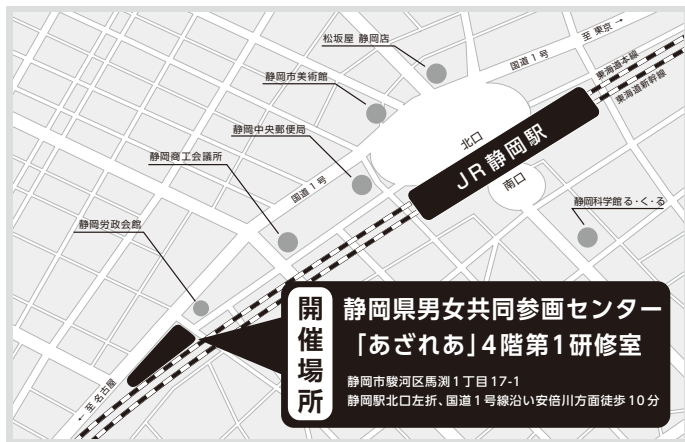 松坂屋 静岡店
至 東京 →
国道1号
東海道本線
東海道新幹線
静岡市美術館
静岡中央郵便局
北口
JR静岡駅
南口
静岡商工会議所
国道1号
静岡科学館る・く・る
静岡労政会館
開催場所
静岡県男女共同参画センター
「あざれあ」4階第1研修室
静岡市駿河区馬渕1丁目17-1
静岡駅北口左折、国道1号線沿い安倍川方面徒歩10分
← 至 名古屋